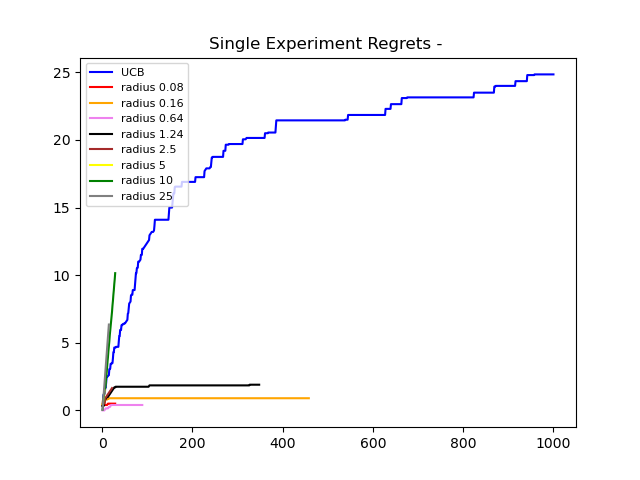 Single Experiment Regrets -
UCB
radius 0.08
radius 0.16
radius 0.64
radius 1.24
radius 2.5
radius 5
radius 10
radius 25
25
20
15
10
5
0
0 200 400 600 800 1000